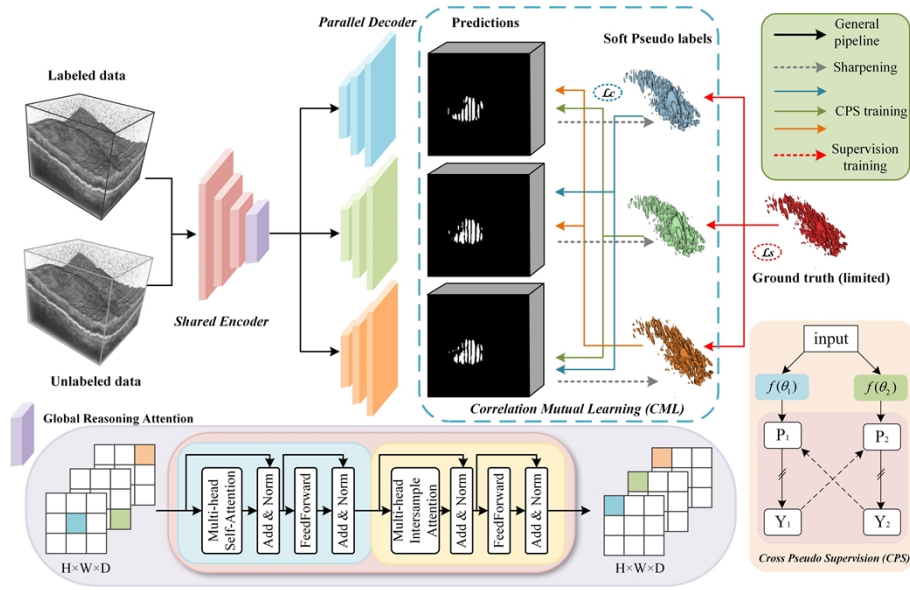 Parallel Decoder
Predictions
Soft Pseudo labels
Labeled data
ℒc
General
pipeline
Sharpening
CPS training
Supervision
training
Shared Encoder
ℒs
Ground truth (limited)
Unlabeled data
Correlation Mutual Learning (CML)
Global Reasoning Attention
H×W×D
Multi-head
Self-Attention
Add & Norm
FeedForward
Add & Norm
Multi-head
Intersample
Attention
Add & Norm
FeedForward
Add & Norm
H×W×D
input
f(θ₁)
f(θ₂)
P₁
P₂
Y₁
Y₂
Cross Pseudo Supervision (CPS)